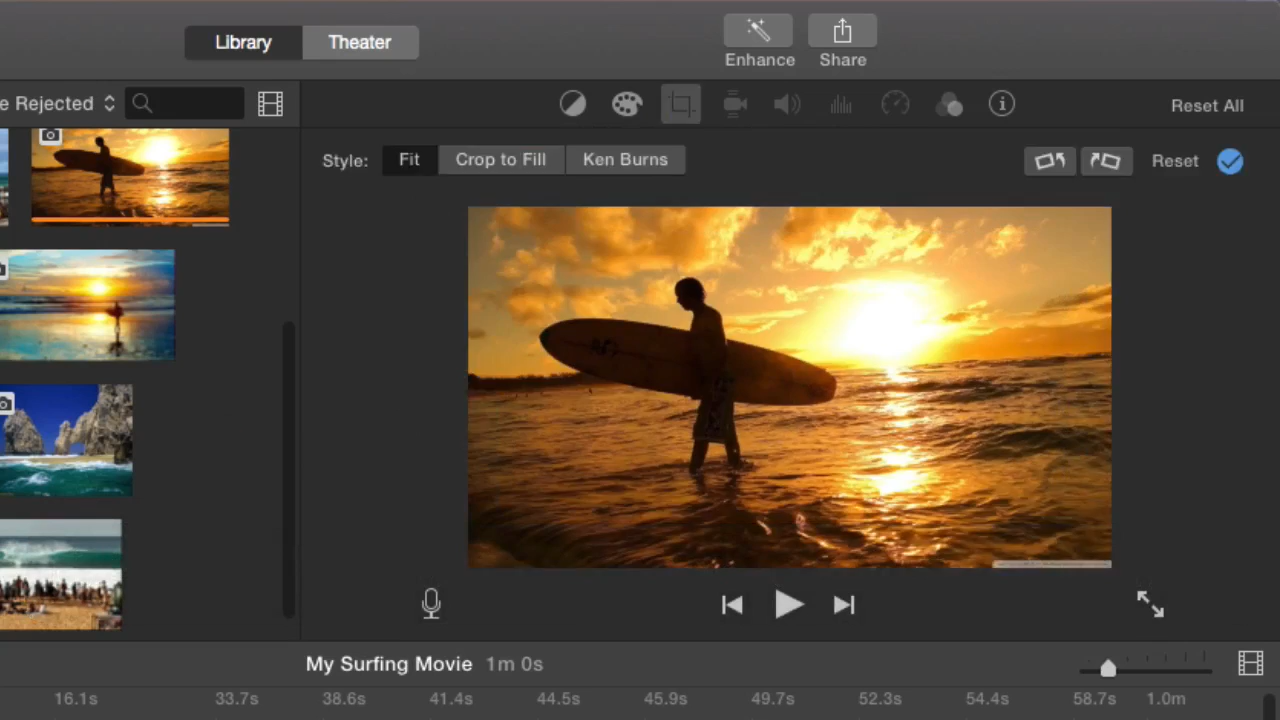 Library Theater
Enhance Share
e Rejected
Reset All
Style: Fit Crop to Fill Ken Burns Reset
My Surfing Movie 1m 0s
16.1s 33.7s 38.6s 41.4s 44.5s 45.9s 49.7s 52.3s 54.4s 58.7s 1.0m